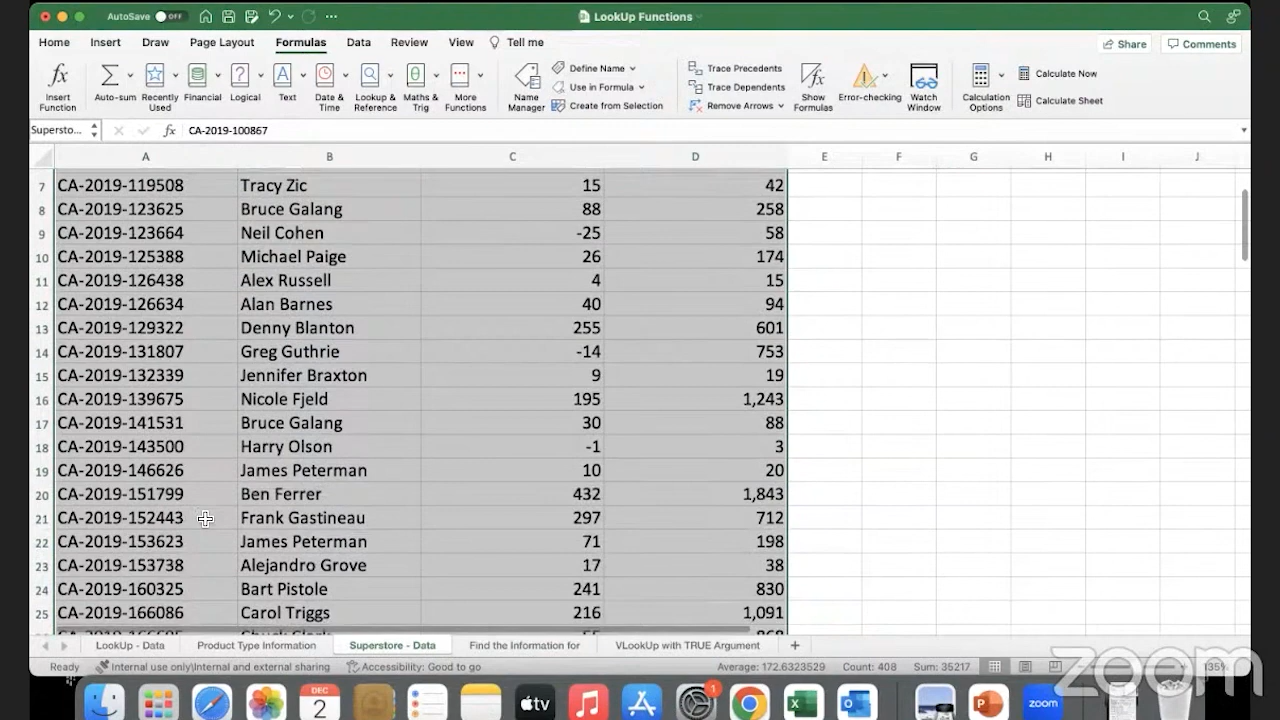 AutoSave OFF
LookUp Functions
Home Insert Draw Page Layout Formulas Data Review View Tell me
Share Comments
Insert Function
Auto-sum
Recently Used
Financial
Logical
Text
Date & Time
Lookup & Reference
Maths & Trig
More Functions
Name Manager
Define Name
Use in Formula
Create from Selection
Trace Precedents
Trace Dependents
Remove Arrows
Show Formulas
Error-checking
Watch Window
Calculation Options
Calculate Now
Calculate Sheet
Supersto... fx CA-2019-100867
A B C D E F G H I J
7 CA-2019-119508 Tracy Zic 15 42
8 CA-2019-123625 Bruce Galang 88 258
9 CA-2019-123664 Neil Cohen -25 58
10 CA-2019-125388 Michael Paige 26 174
11 CA-2019-126438 Alex Russell 4 15
12 CA-2019-126634 Alan Barnes 40 94
13 CA-2019-129322 Denny Blanton 255 601
14 CA-2019-131807 Greg Guthrie -14 753
15 CA-2019-132339 Jennifer Braxton 9 19
16 CA-2019-139675 Nicole Fjeld 195 1,243
17 CA-2019-141531 Bruce Galang 30 88
18 CA-2019-143500 Harry Olson -1 3
19 CA-2019-146626 James Peterman 10 20
20 CA-2019-151799 Ben Ferrer 432 1,843
21 CA-2019-152443 Frank Gastineau 297 712
22 CA-2019-153623 James Peterman 71 198
23 CA-2019-153738 Alejandro Grove 17 38
24 CA-2019-160325 Bart Pistole 241 830
25 CA-2019-166086 Carol Triggs 216 1,091
LookUp - Data Product Type Information Superstore - Data Find the Information for VLookUp with TRUE Argument +
Ready Internal use only\Internal and external sharing Accessibility: Good to go Average: 172.6323529 Count: 408 Sum: 35217
zoom
DEC
2
tv
1
zoom